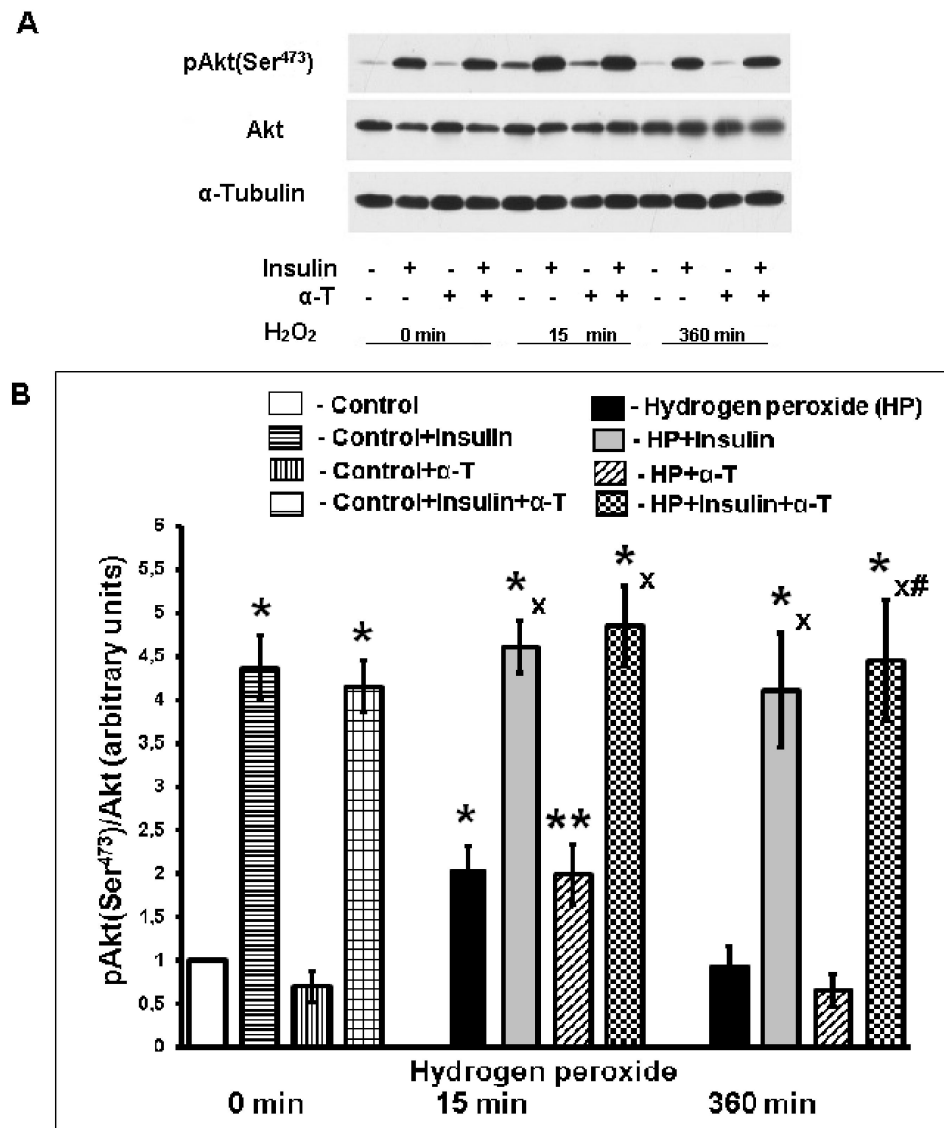 A
pAkt(Ser⁴⁷³)
Akt
α-Tubulin
Insulin - + - + - + - + - + - +
α-T - - + + - - + + - - + +
H₂O₂ 0 min 15 min 360 min
B
- Control
- Control+Insulin
- Control+α-T
- Control+Insulin+α-T
- Hydrogen peroxide (HP)
- HP+Insulin
- HP+α-T
- HP+Insulin+α-T
pAkt(Ser⁴⁷³)/Akt (arbitrary units)
6
5,5
5
4,5
4
3,5
3
2,5
2
1,5
1
0,5
0
* * * x * x * x * x#
* **
Hydrogen peroxide
0 min 15 min 360 min